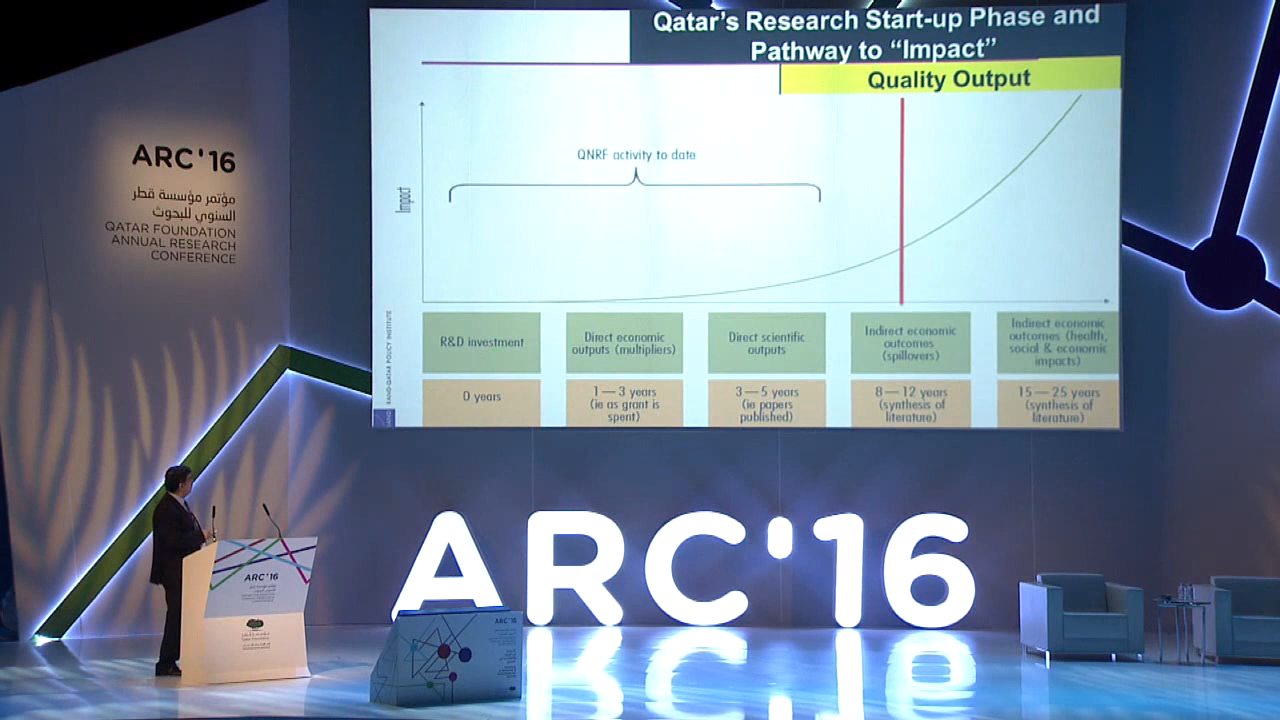 Qatar's Research Start-up Phase and
Pathway to “Impact”
Quality Output
QNRF activity to date
Impact
R&D investment
Direct economic
outputs (multipliers)
Direct scientific
outputs
Indirect economic
outcomes
(spillovers)
Indirect economic
outcomes (health,
social & economic
impacts)
0 years
1 — 3 years
(ie as grant is
spent)
3 — 5 years
(ie papers
published)
8 — 12 years
(synthesis of
literature)
15 — 25 years
(synthesis of
literature)
RAND-QATAR POLICY INSTITUTE
RAND
ARC'16
مؤتمر مؤسسة قطر
السنوي للبحوث
QATAR FOUNDATION
ANNUAL RESEARCH
CONFERENCE
ARC'16
ARC'16
Qatar Foundation
ARC'16